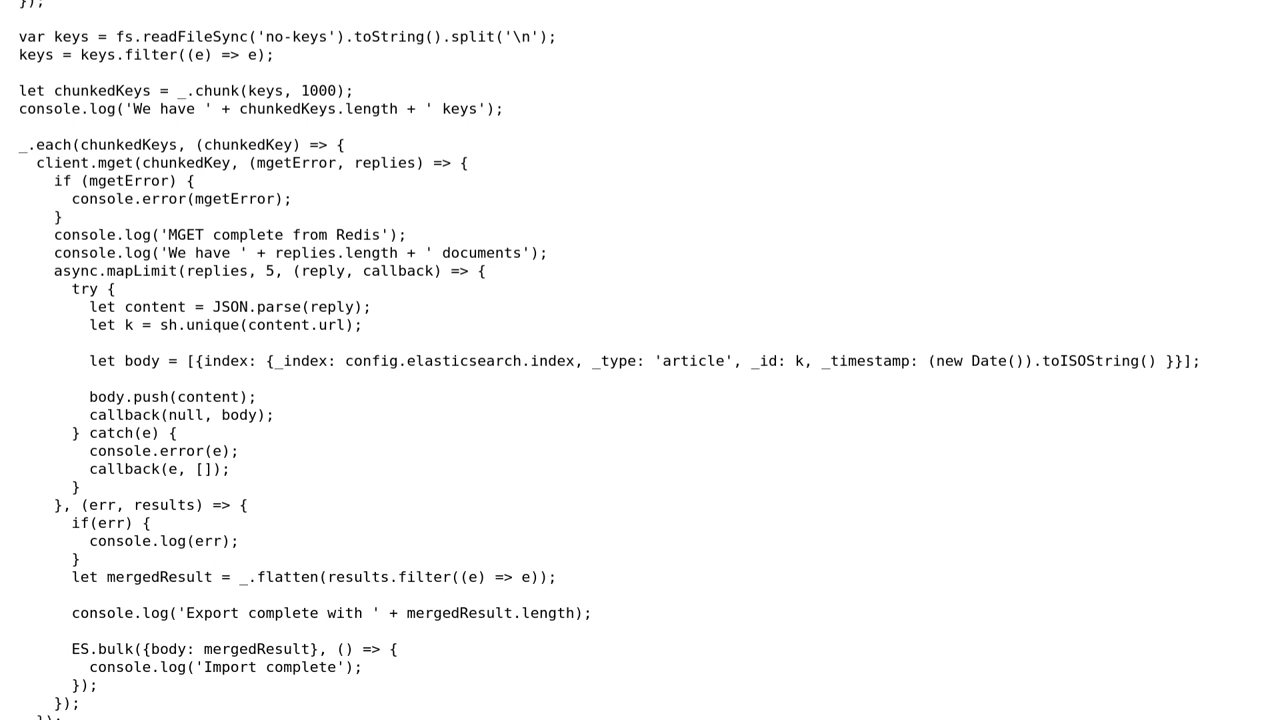 });
var keys = fs.readFileSync('no-keys').toString().split('\n');
keys = keys.filter((e) => e);
let chunkedKeys = _.chunk(keys, 1000);
console.log('We have ' + chunkedKeys.length + ' keys');
_.each(chunkedKeys, (chunkedKey) => {
client.mget(chunkedKey, (mgetError, replies) => {
if (mgetError) {
console.error(mgetError);
}
console.log('MGET complete from Redis');
console.log('We have ' + replies.length + ' documents');
async.mapLimit(replies, 5, (reply, callback) => {
try {
let content = JSON.parse(reply);
let k = sh.unique(content.url);
let body = [{index: {_index: config.elasticsearch.index, _type: 'article', _id: k, _timestamp: (new Date()).toISOString() }}];
body.push(content);
callback(null, body);
} catch(e) {
console.error(e);
callback(e, []);
}
}, (err, results) => {
if(err) {
console.log(err);
}
let mergedResult = _.flatten(results.filter((e) => e));
console.log('Export complete with ' + mergedResult.length);
ES.bulk({body: mergedResult}, () => {
console.log('Import complete');
});
});
});